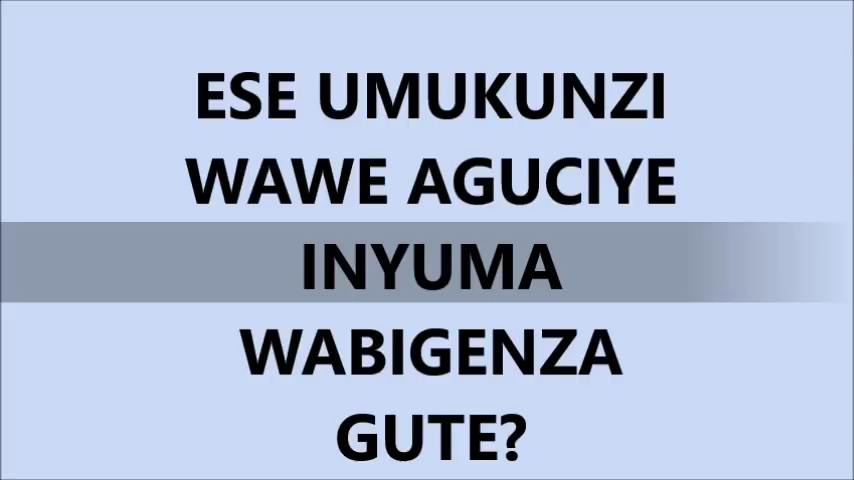 ESE UMUKUNZI
WAWE AGUCIYE
INYUMA
WABIGENZA
GUTE?